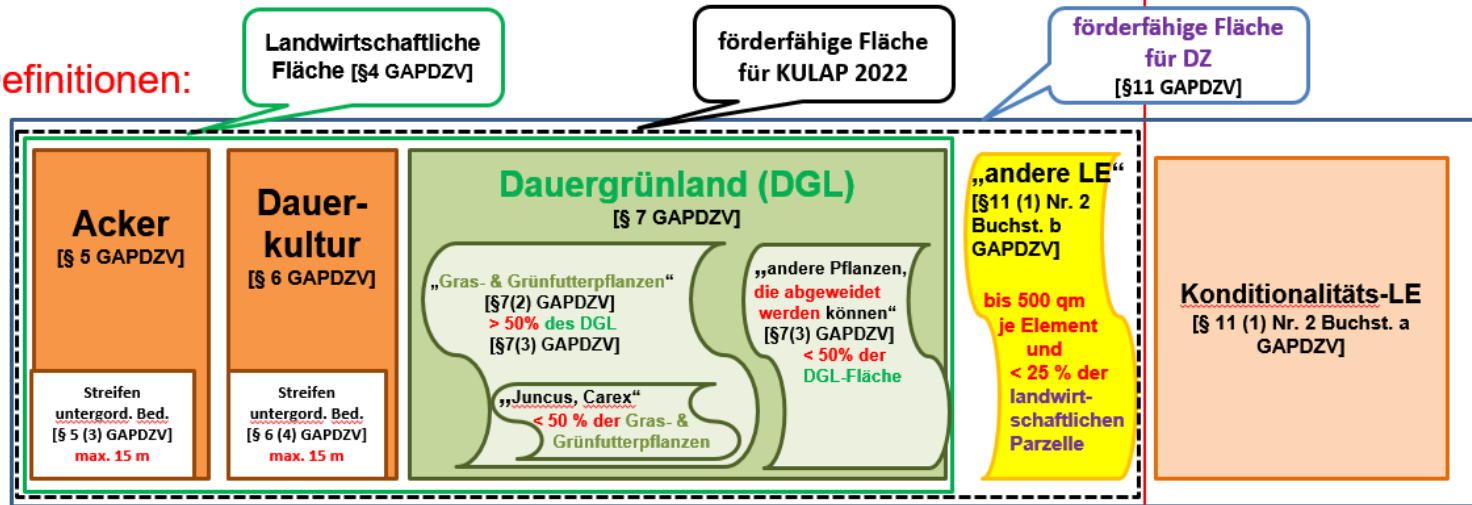 Landwirtschaftliche
Fläche [§4 GAPDZV]
förderfähige Fläche
für KULAP 2022
förderfähige Fläche
für DZ
[§11 GAPDZV]
efinitionen:
Acker
[§ 5 GAPDZV]
Streifen
untergord. Bed.
[§ 5 (3) GAPDZV]
max. 15 m
Dauer-
kultur
[§ 6 GAPDZV]
Streifen
untergord. Bed.
[§ 6 (4) GAPDZV]
max. 15 m
Dauergrünland (DGL)
[§ 7 GAPDZV]
„Gras- & Grünfutterpflanzen“
[§7(2) GAPDZV]
> 50% des DGL
[§7(3) GAPDZV]
„Juncus, Carex“
< 50 % der Gras- &
Grünfutterpflanzen
„andere Pflanzen,
die abgeweidet
werden können“
[§7(3) GAPDZV]
< 50% der
DGL-Fläche
„andere LE“
[§11 (1) Nr. 2
Buchst. b
GAPDZV]
bis 500 qm
je Element
und
< 25 % der
landwirt-
schaftlichen
Parzelle
Konditionalitäts-LE
[§ 11 (1) Nr. 2 Buchst. a
GAPDZV]